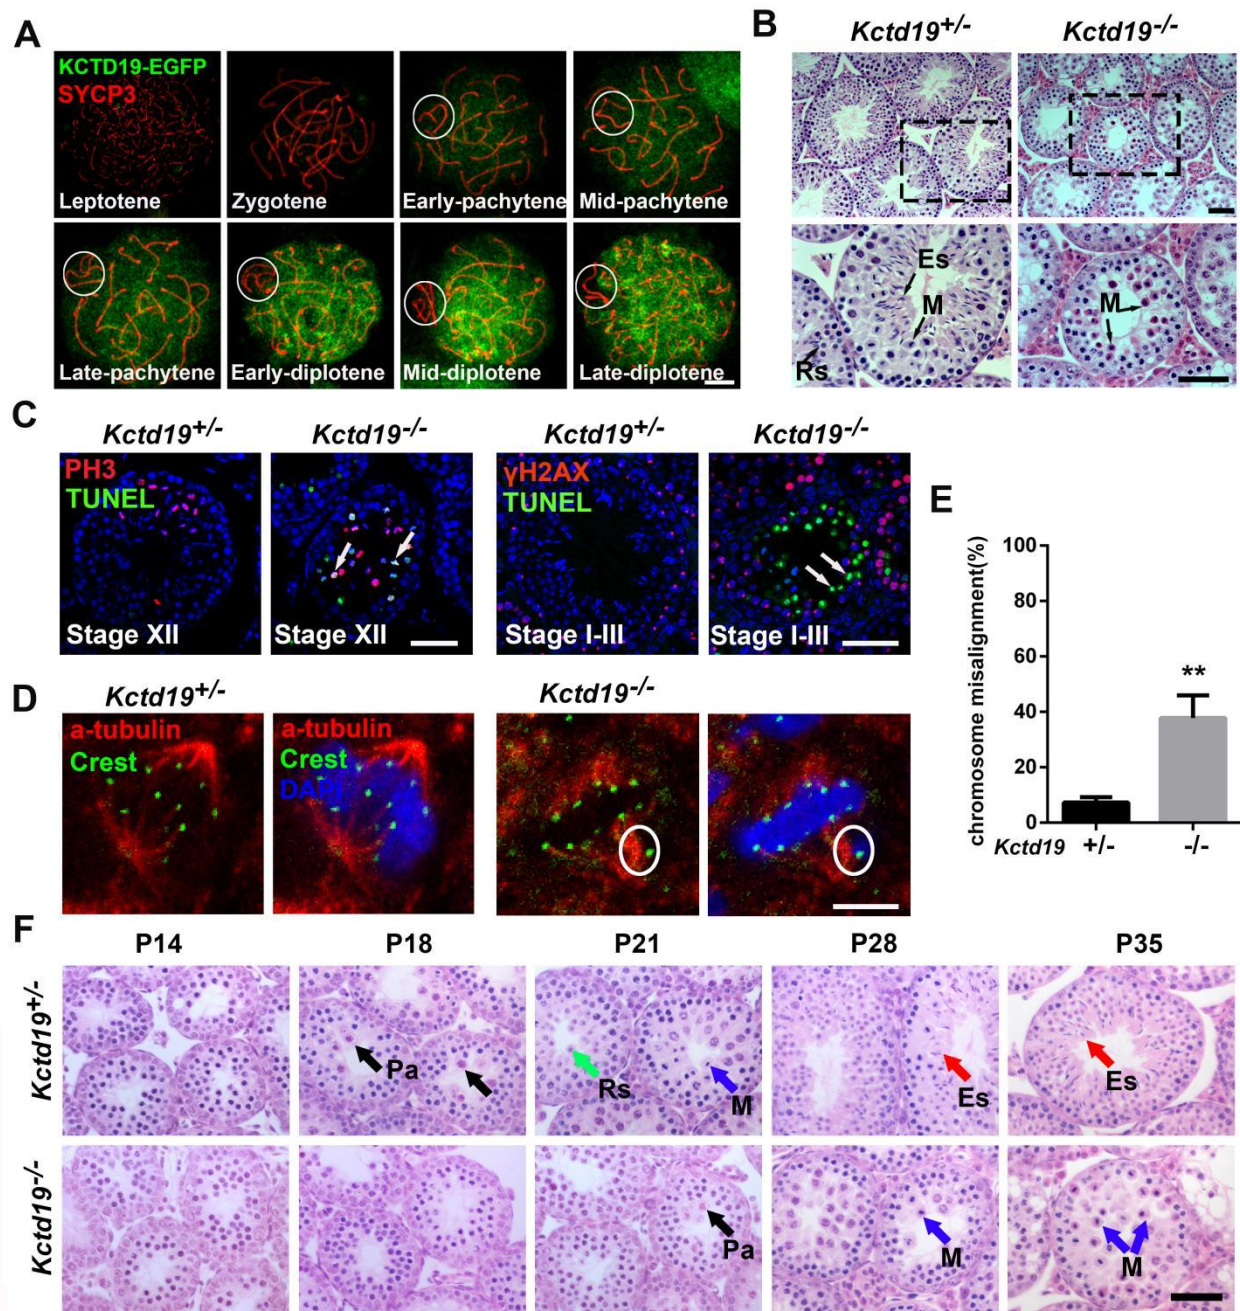 A
KCTD19-EGFP
SYCP3
Leptotene
Zygotene
Early-pachytene
Mid-pachytene
Late-pachytene
Early-diplotene
Mid-diplotene
Late-diplotene
B
Kctd19+/-
Kctd19-/-
Es
M
Rs
M
C
Kctd19+/-
Kctd19-/-
Kctd19+/-
Kctd19-/-
PH3
TUNEL
Stage XII
Stage XII
γH2AX
TUNEL
Stage I-III
Stage I-III
D
Kctd19+/-
Kctd19-/-
a-tubulin
Crest
a-tubulin
Crest
DAPI
E
chromosome misalignment(%)
100
80
60
40
20
0
**
Kctd19 +/- -/-
F
P14 P18 P21 P28 P35
Kctd19+/-
Pa
Rs
M
Es
Es
Kctd19-/-
Pa
M
M